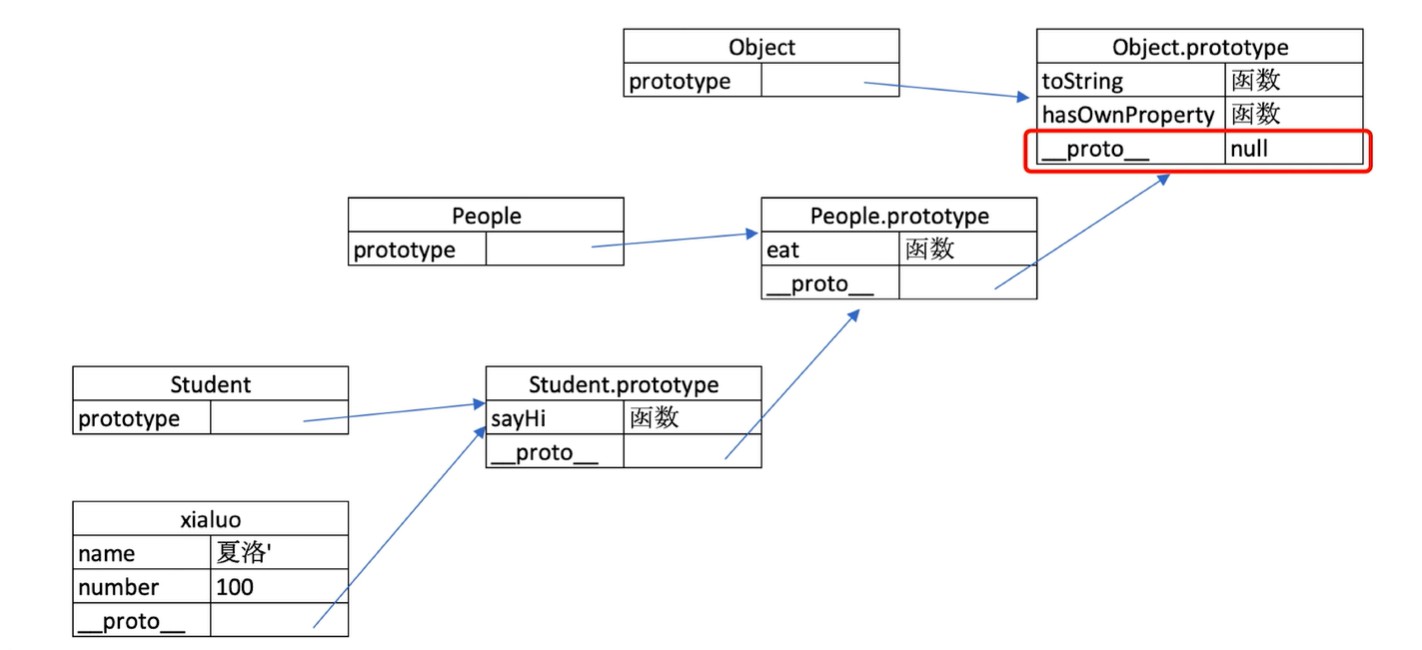 Object
prototype
Object.prototype
toString 函数
hasOwnProperty 函数
__proto__ null
People
prototype
People.prototype
eat 函数
__proto__
Student
prototype
Student.prototype
sayHi 函数
__proto__
xialuo
name 夏洛'
number 100
__proto__